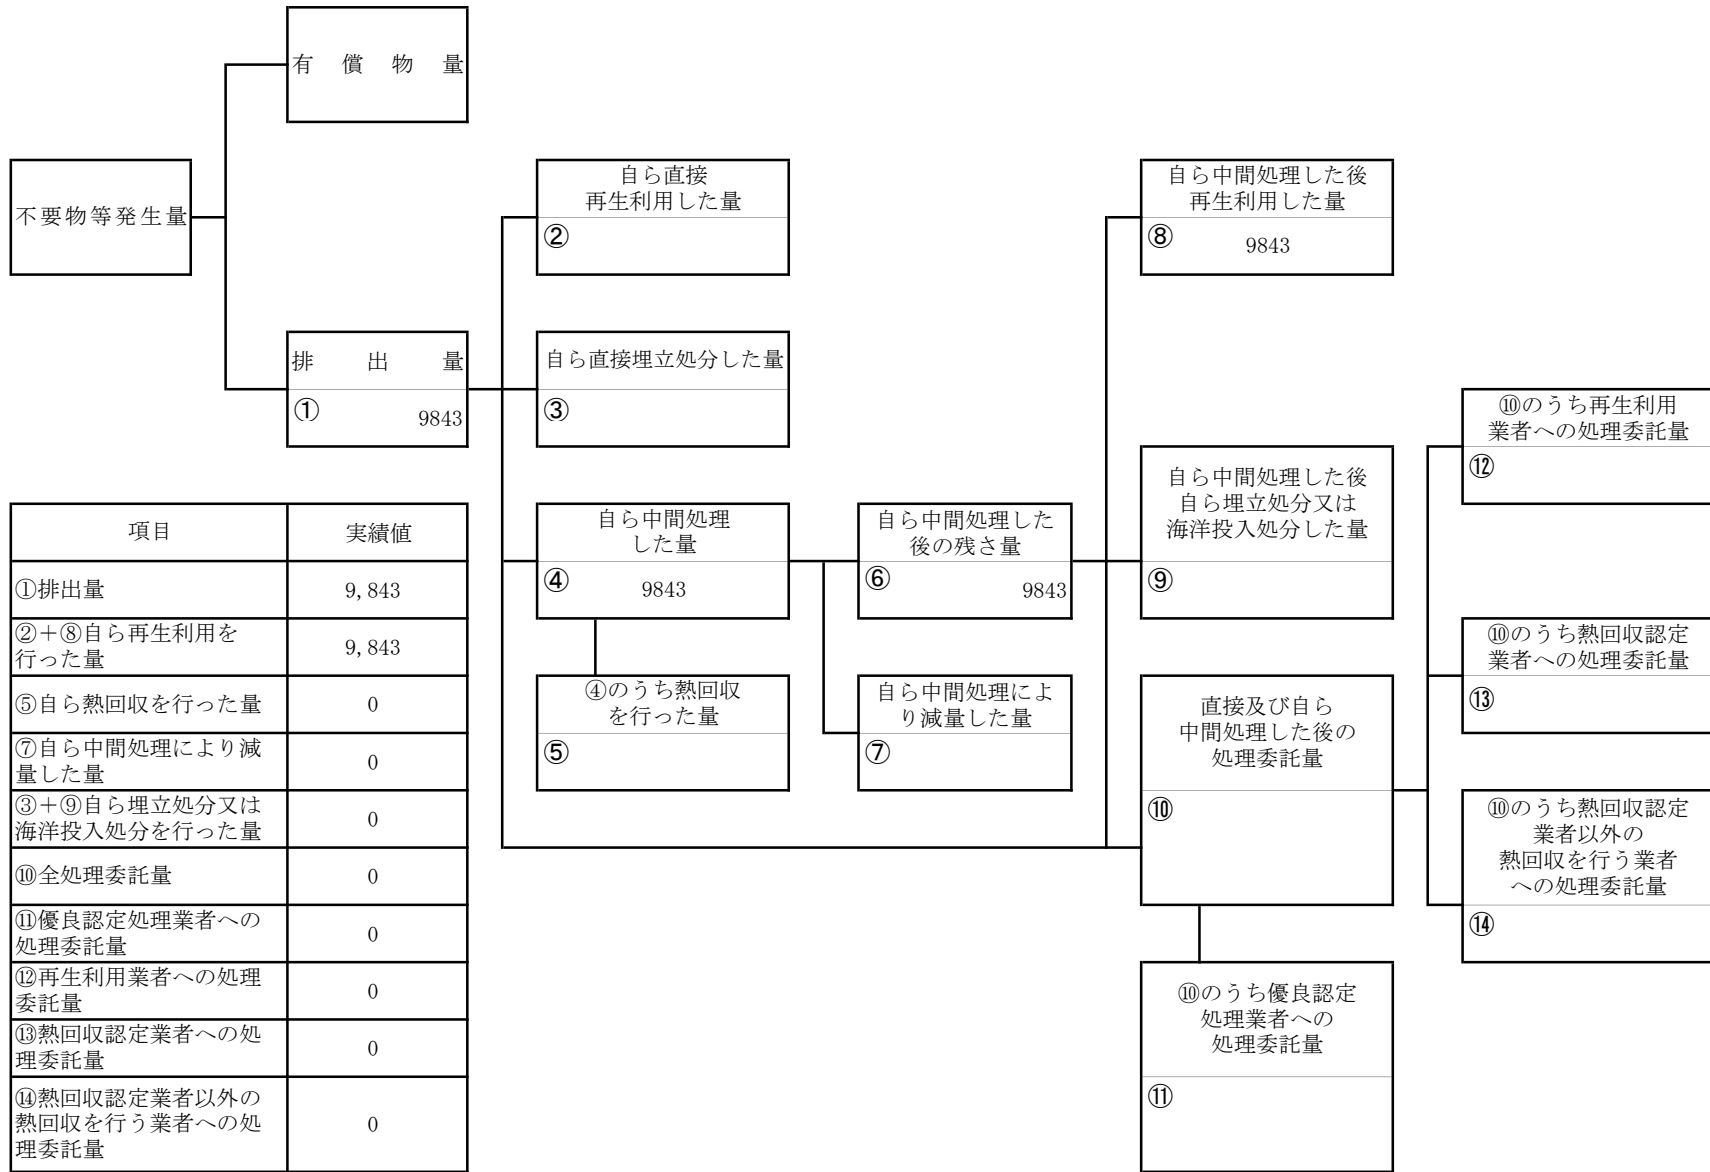 有償物量
不要物等発生量
自ら直接
再生利用した量
②
自ら中間処理した後
再生利用した量
⑧ 9843
排出量
① 9843
自ら直接埋立処分した量
③
⑩のうち再生利用
業者への処理委託量
⑫
自ら中間処理した後
自ら埋立処分又は
海洋投入処分した量
⑨
自ら中間処理
した量
④ 9843
自ら中間処理した
後の残さ量
⑥ 9843
⑩のうち熱回収認定
業者への処理委託量
⑬
④のうち熱回収
を行った量
⑤
自ら中間処理によ
り減量した量
⑦
直接及び自ら
中間処理した後の
処理委託量
⑩
⑩のうち熱回収認定
業者以外の
熱回収を行う業者
への処理委託量
⑭
⑩のうち優良認定
処理業者への
処理委託量
⑪
項目 実績値
①排出量 9,843
②＋⑧自ら再生利用を
行った量 9,843
⑤自ら熱回収を行った量 0
⑦自ら中間処理により減
量した量 0
③＋⑨自ら埋立処分又は
海洋投入処分を行った量 0
⑩全処理委託量 0
⑪優良認定処理業者への
処理委託量 0
⑫再生利用業者への処理
委託量 0
⑬熱回収認定業者への処
理委託量 0
⑭熱回収認定業者以外の
熱回収を行う業者への処
理委託量 0